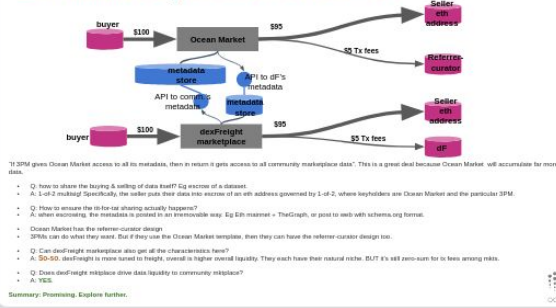 Seller
eth
address
buyer
$100
Ocean Market
$95
$5 Tx fees
Referrer-
curator
metadata
store
API to dF's
metadata
API to comm.'s
metadata
metadata
store
Seller
eth
address
buyer
$100
dexFreight
marketplace
$95
$5 Tx fees
dF
"If 3PM gives Ocean Market access to all its metadata, then in return it gets access to all community marketplace data". This is a great deal because Ocean Market will accumulate far more
data.
• Q: how to share the buying & selling of data itself? Eg escrow of a dataset.
• A: 1-of-2 multisig! Specifically, the seller puts their data into escrow of an eth address governed by 1-of-2, where keyholders are Ocean Market and the particular 3PM.
• Q: How to ensure the tit-for-tat sharing actually happens?
• A: when escrowing, the metadata is posted in an irremovable way. Eg Eth mainnet + TheGraph, or post to web with schema.org format.
• Ocean Market has the referrer-curator design
• 3PMs can do what they want. But if they use the Ocean Market template, then they can have the referrer-curator design too.
• Q: Can dexFreight marketplace also get all the characteristics here?
• A: So-so. dexFreight is more tuned to freight, overall is higher overall liquidity. They each have their natural niche. BUT it's still zero-sum for tx fees among mkts.
• Q: Does dexFreight mktplace drive data liquidity to community mktplace?
• A: YES.
Summary: Promising. Explore further.